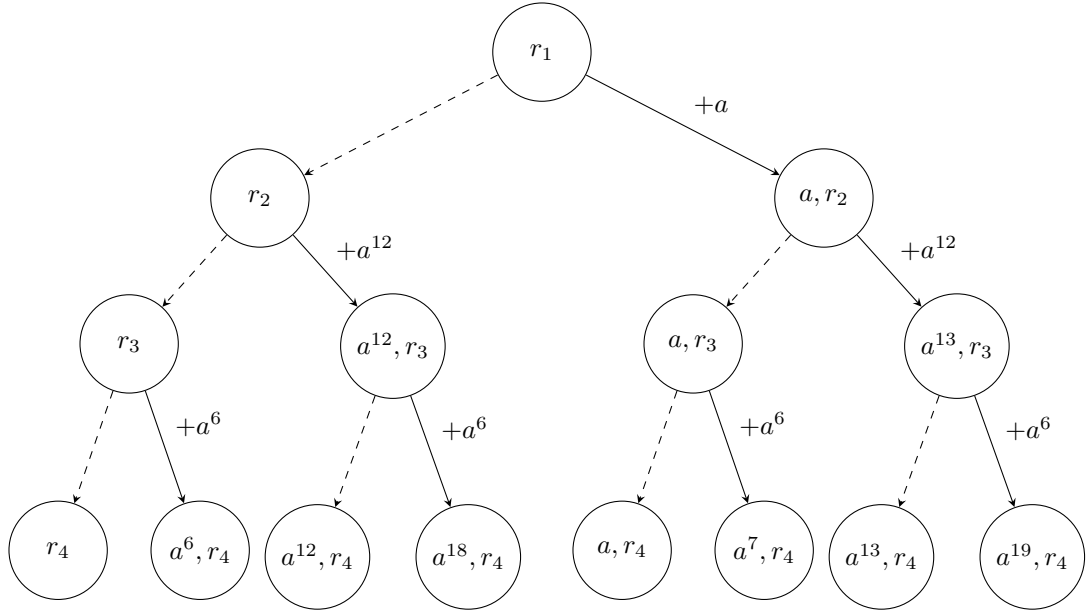 r₁
+a
r₂
a, r₂
+a¹²
+a¹²
r₃
a¹², r₃
a, r₃
a¹³, r₃
+a⁶
+a⁶
+a⁶
+a⁶
r₄
a⁶, r₄
a¹², r₄
a¹⁸, r₄
a, r₄
a⁷, r₄
a¹³, r₄
a¹⁹, r₄